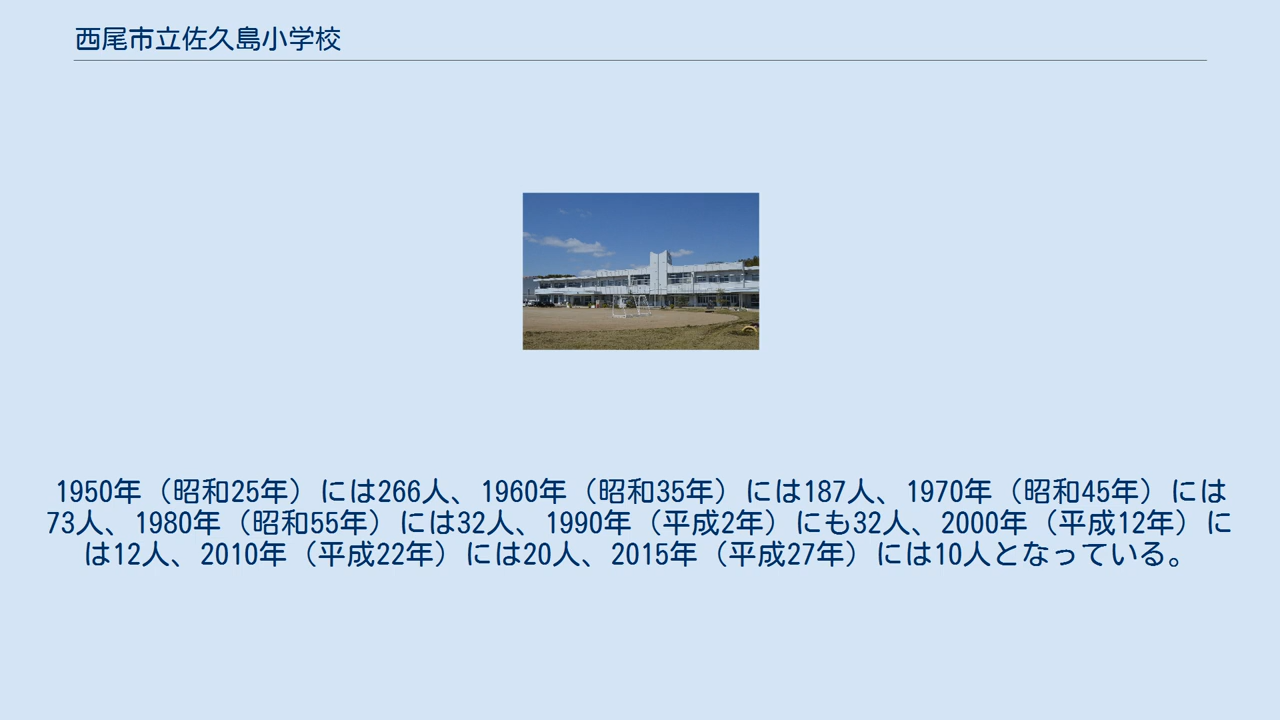 西尾市立佐久島小学校
1950年（昭和25年）には266人、1960年（昭和35年）には187人、1970年（昭和45年）には
73人、1980年（昭和55年）には32人、1990年（平成2年）にも32人、2000年（平成12年）に
は12人、2010年（平成22年）には20人、2015年（平成27年）には10人となっている。